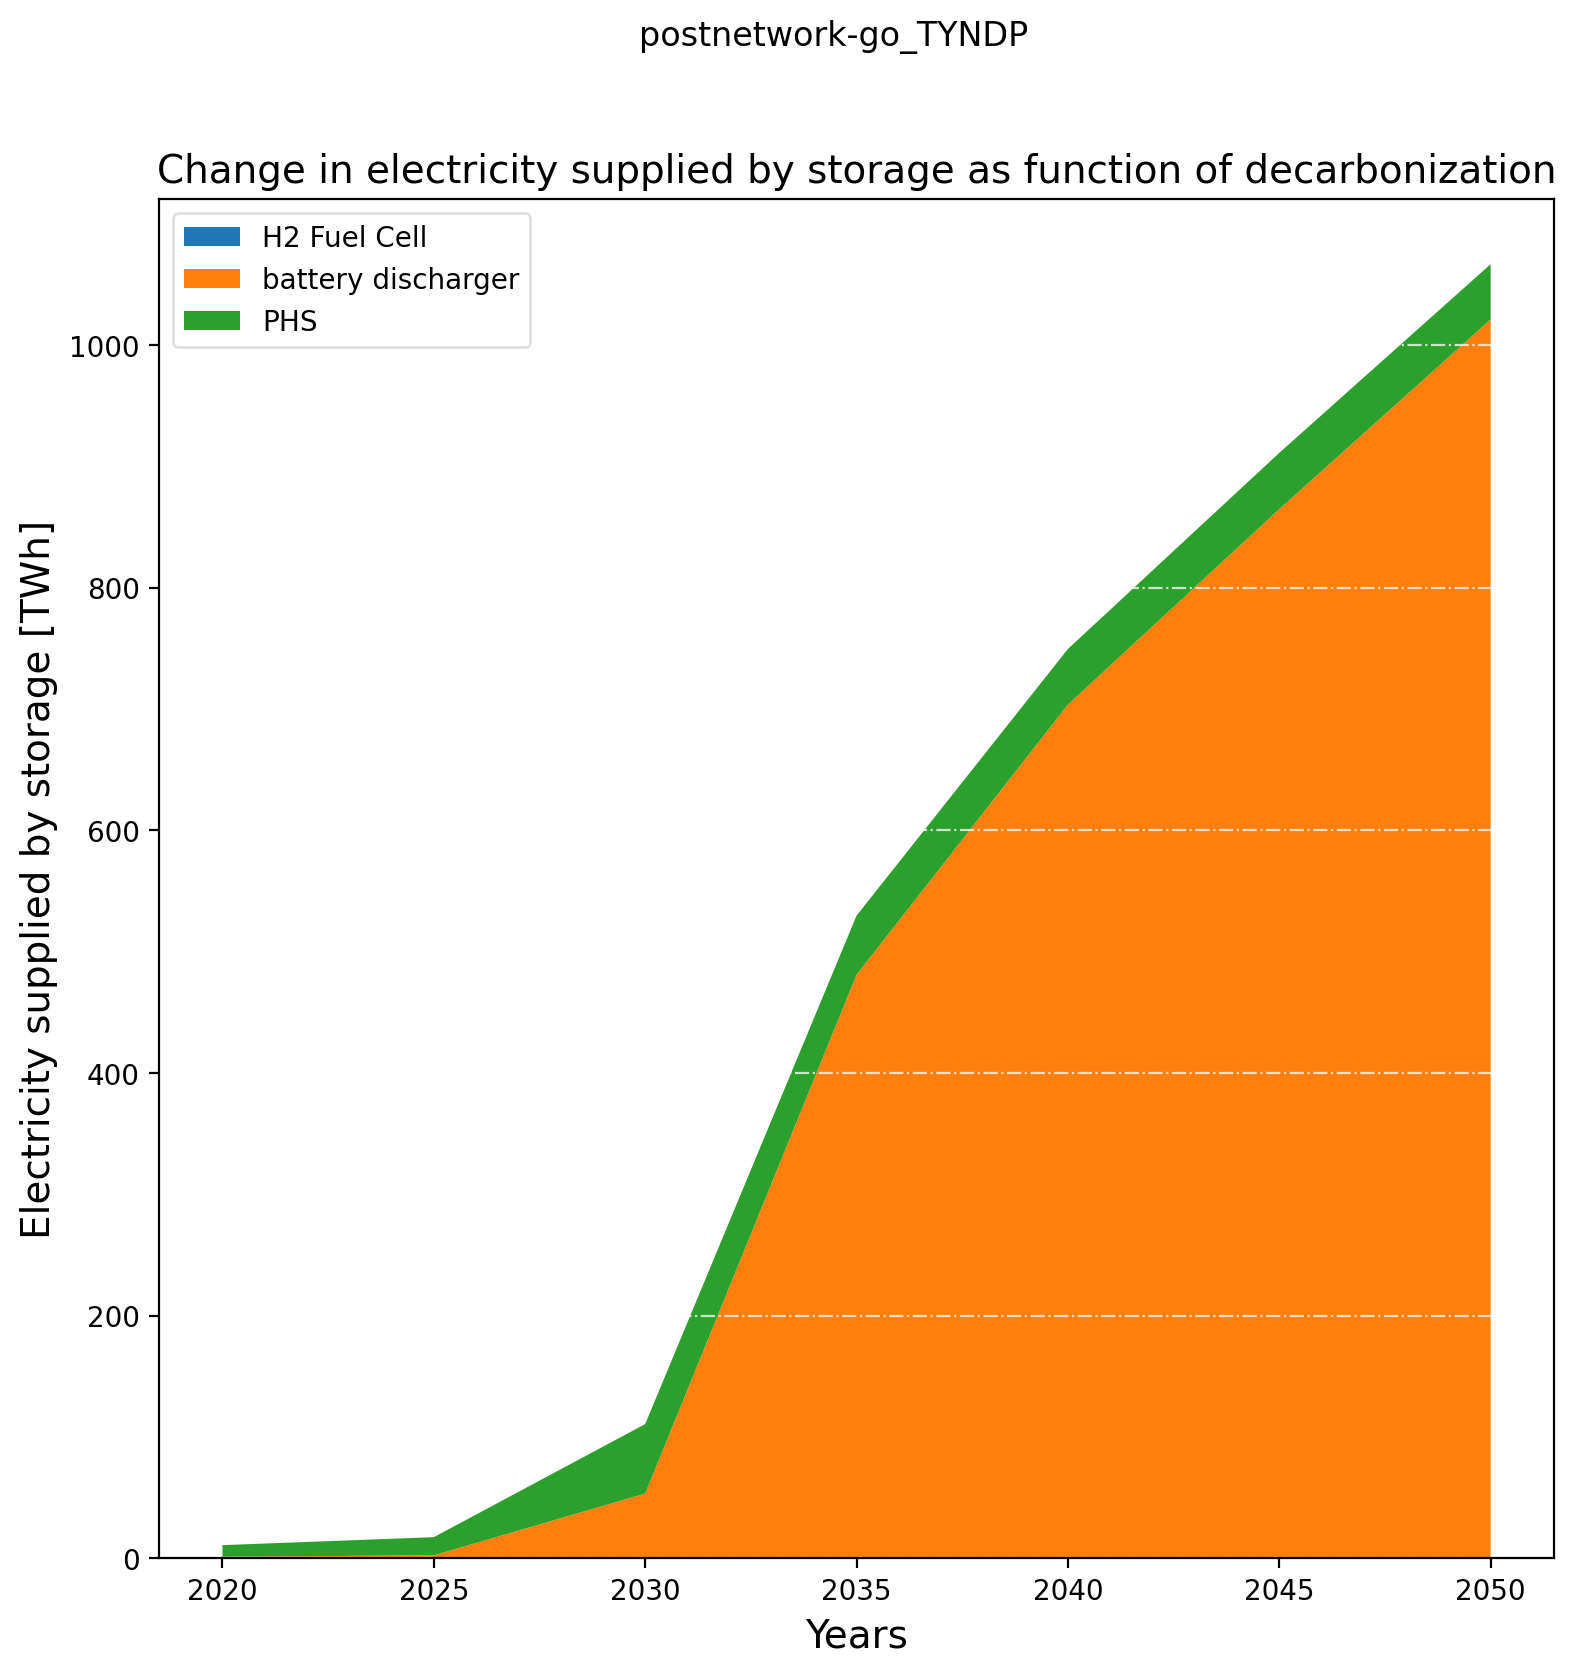 postnetwork-go_TYNDP
Change in electricity supplied by storage as function of decarbonization
H2 Fuel Cell
battery discharger
PHS
Electricity supplied by storage [TWh]
1000
800
600
400
200
0
2020 2025 2030 2035 2040 2045 2050
Years